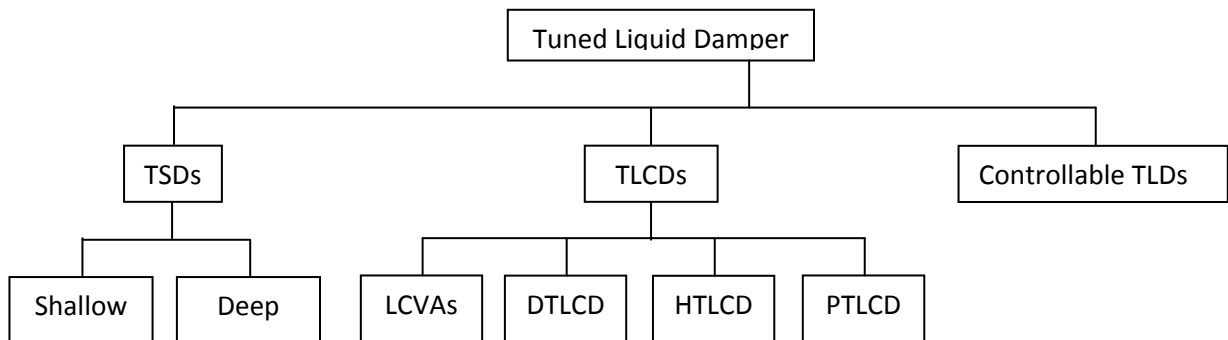 Tuned Liquid Damper
TSDs
TLCDs
Controllable TLDs
Shallow
Deep
LCVAs
DTLCD
HTLCD
PTLCD